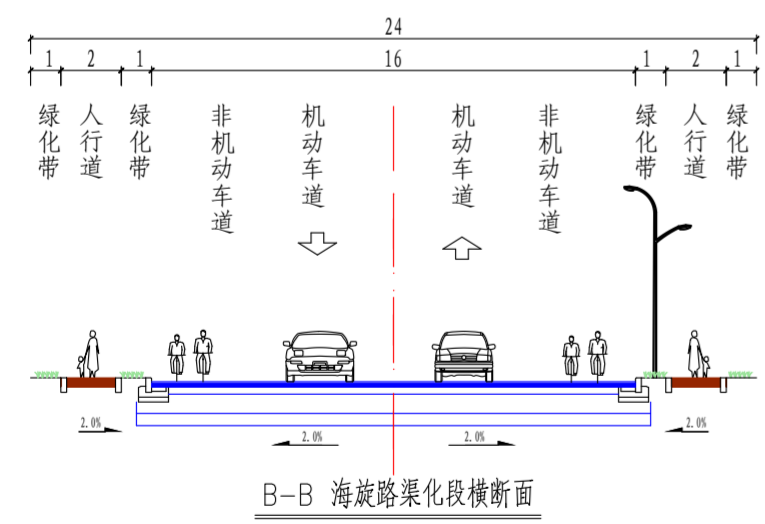 24
1 2 1 16 1 2 1
绿化带 人行道 绿化带 非机动车道 机动车道 机动车道 非机动车道 绿化带 人行道 绿化带
2.0% 2.0% 2.0% 2.0%
B-B 海旋路渠化段横断面